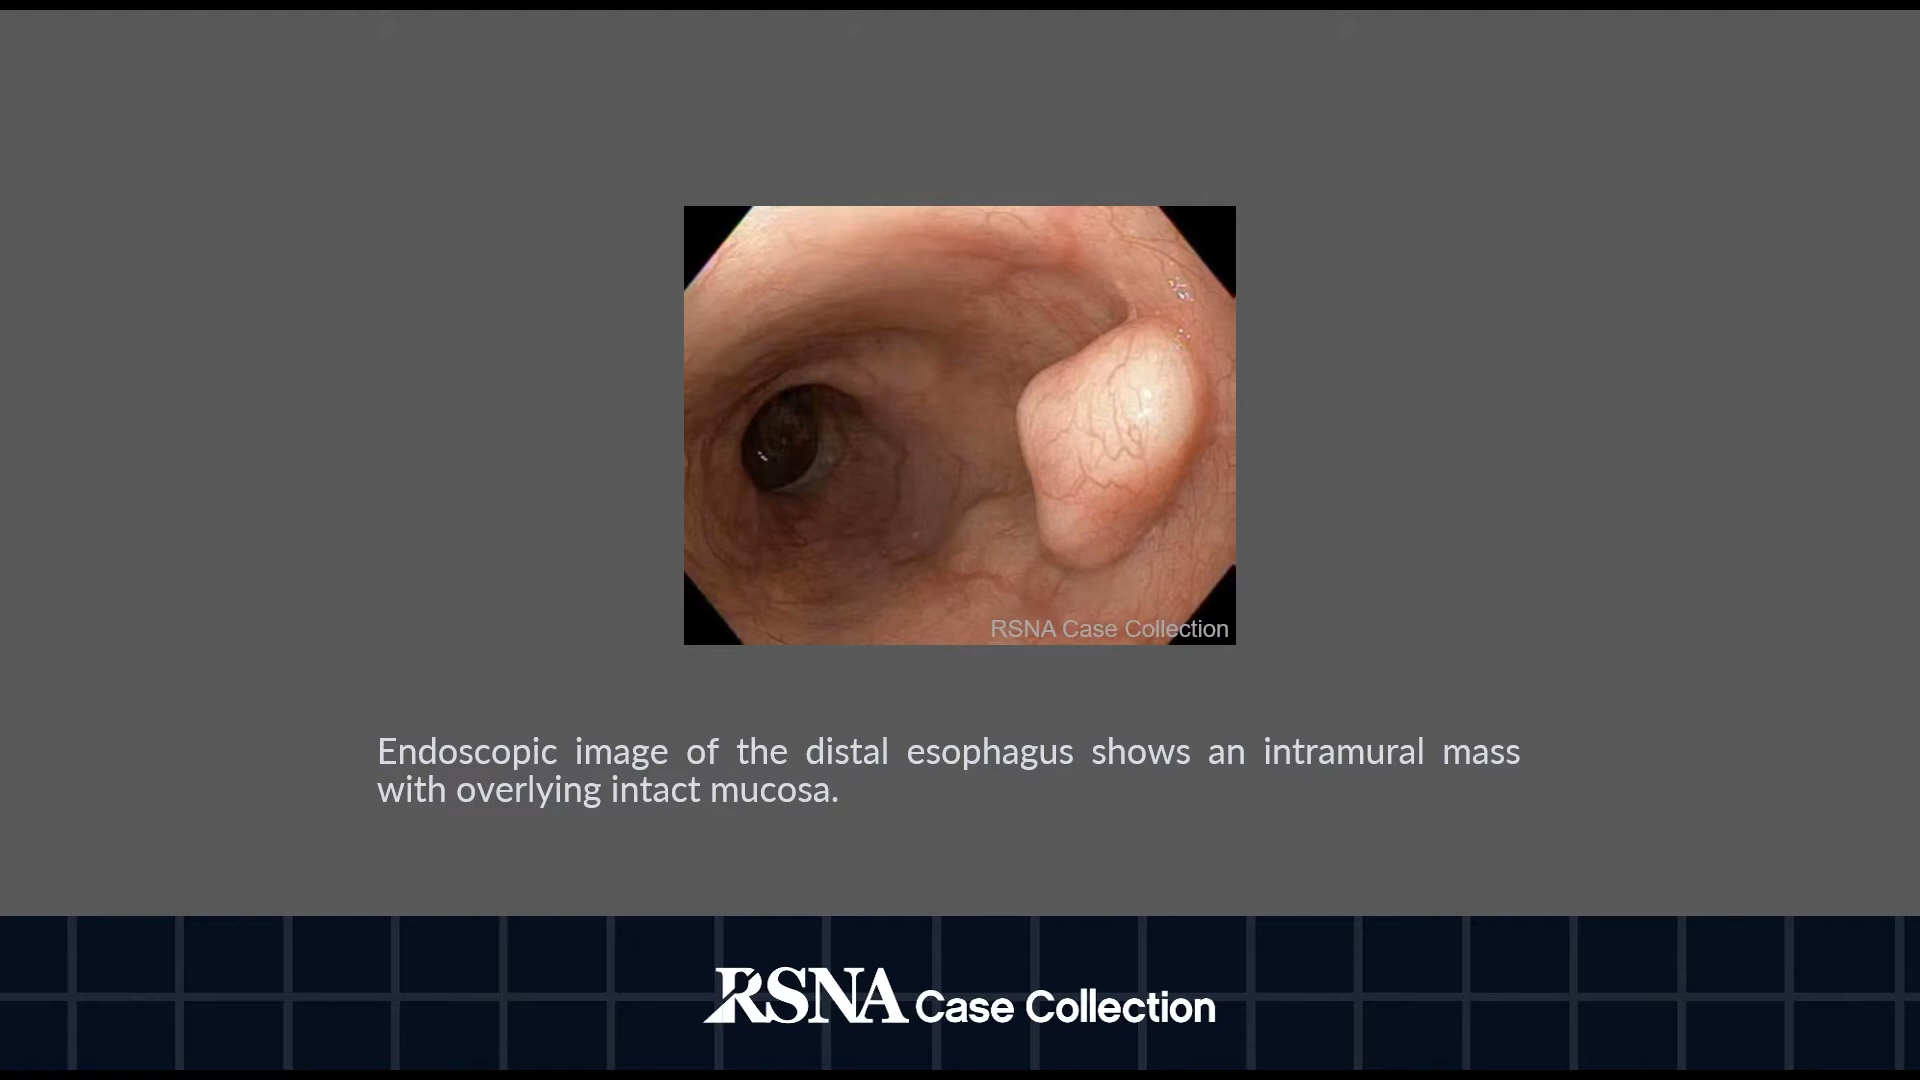 RSNA Case Collection
Endoscopic image of the distal esophagus shows an intramural mass
with overlying intact mucosa.
RSNA Case Collection